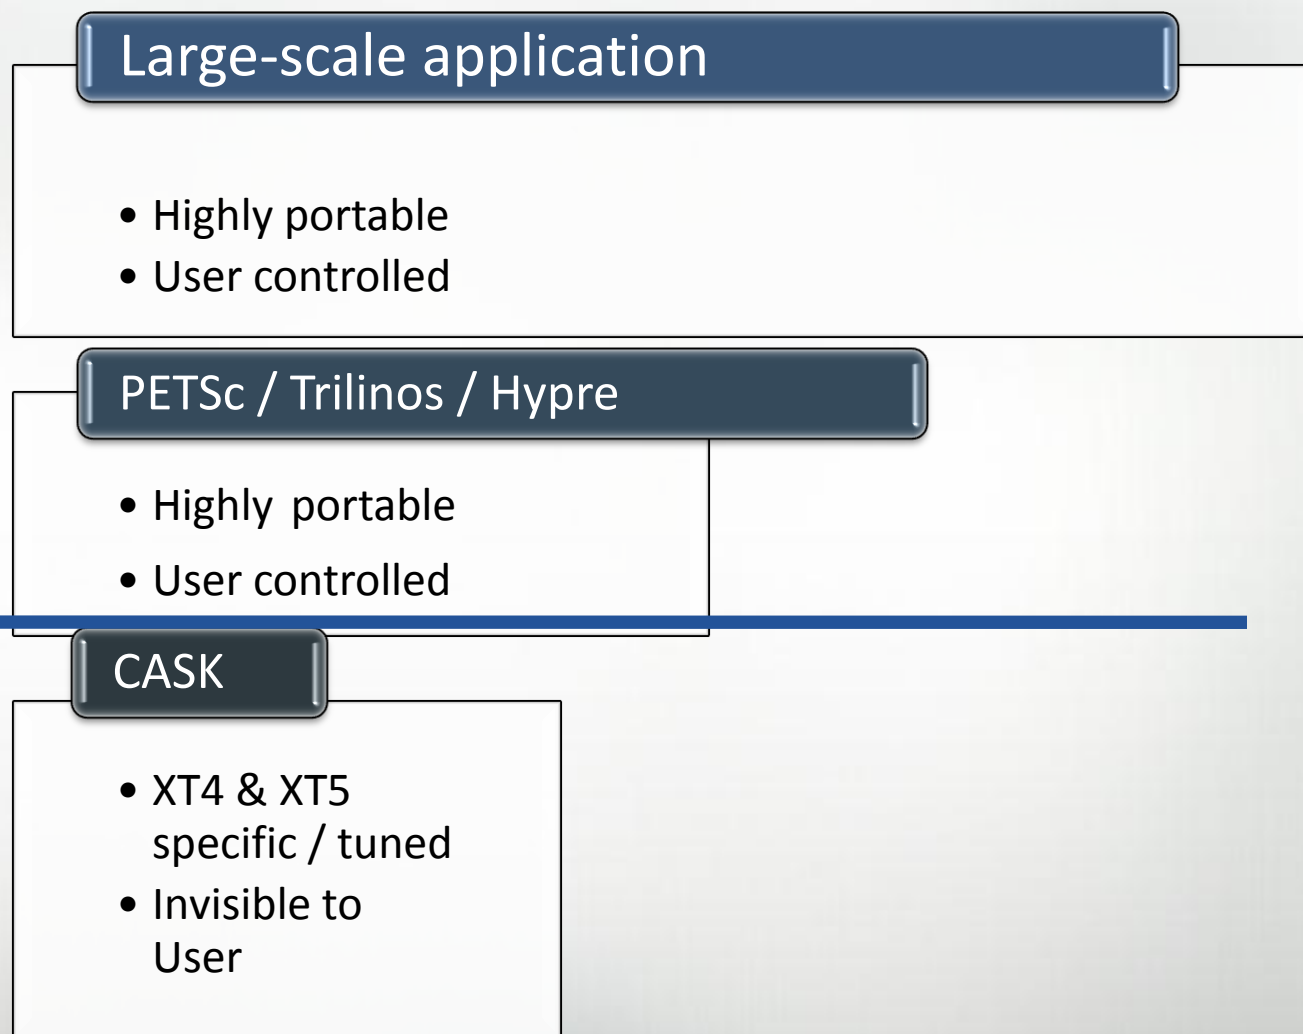 Large-scale application
• Highly portable
• User controlled
PETSc / Trilinos / Hypre
• Highly portable
• User controlled
CASK
• XT4 & XT5
specific / tuned
• Invisible to
User